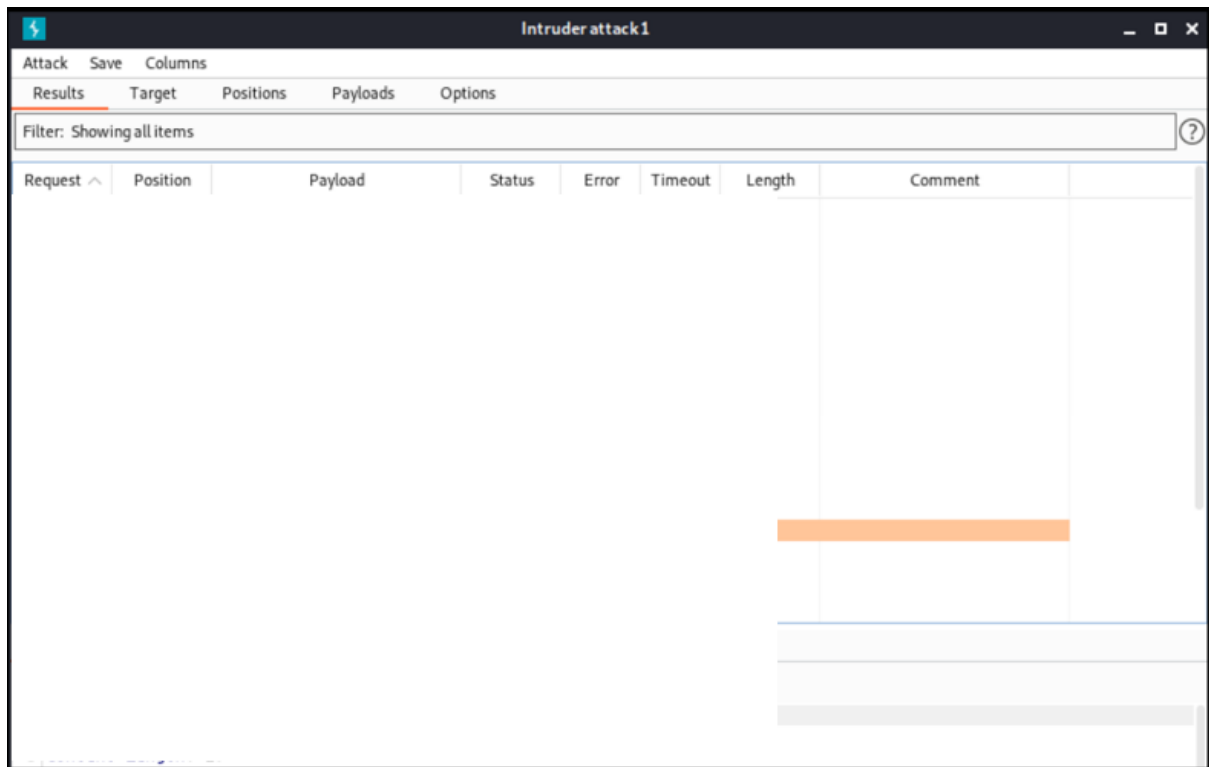 Intruder attack1
Attack Save Columns
Results Target Positions Payloads Options
Filter: Showing all items
?
Request Position Payload Status Error Timeout Length Comment